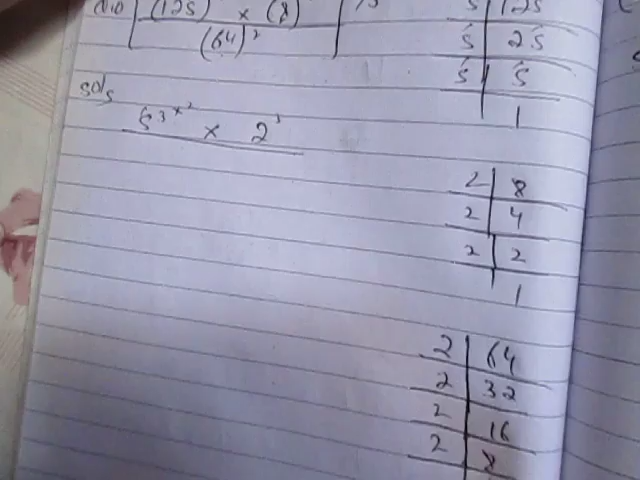 (125) × (8)
(64)²
5 | 125
5 | 25
5 | 5
1
5³ˣ² × 2³
2 | 8
2 | 4
2 | 2
1
2 | 64
2 | 32
2 | 16
2 | 8